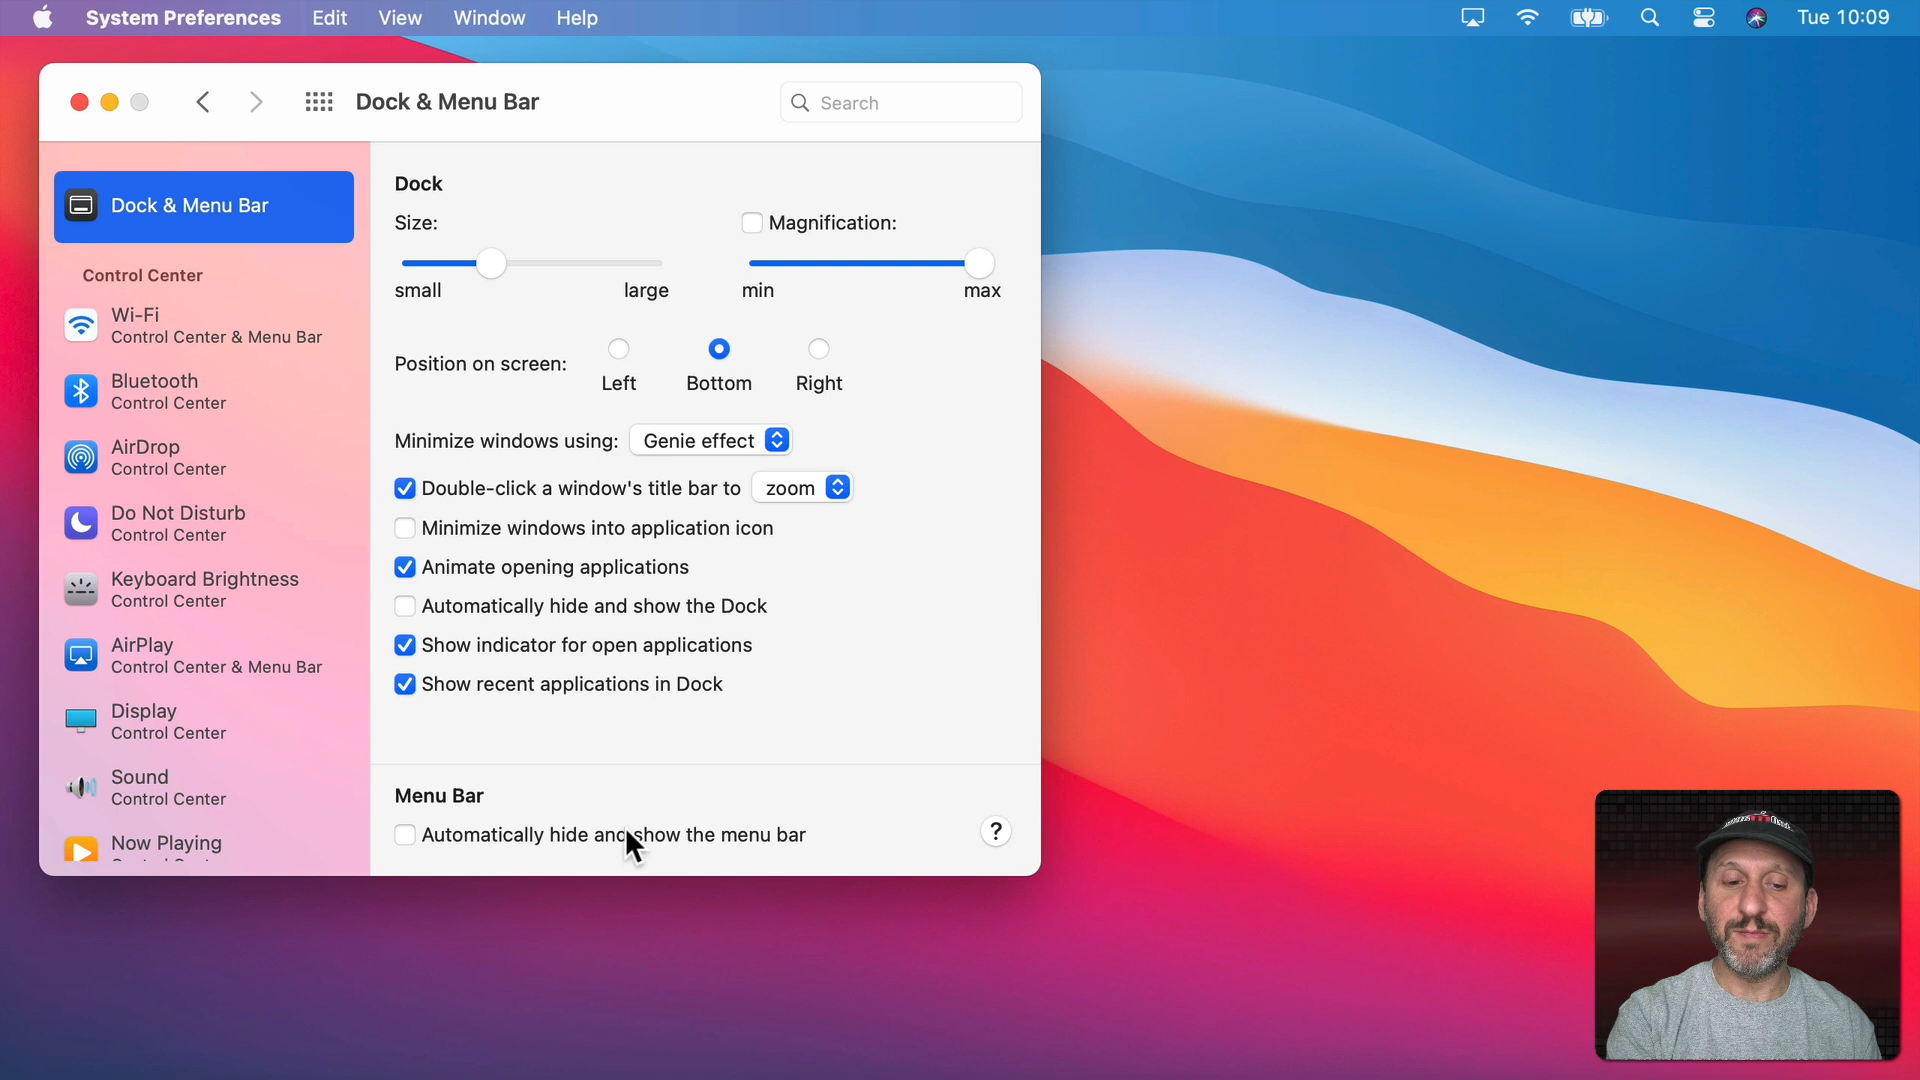 System Preferences Edit View Window Help Tue 10:09
Dock & Menu Bar
Search
Dock & Menu Bar
Control Center
Wi-Fi
Control Center & Menu Bar
Bluetooth
Control Center
AirDrop
Control Center
Do Not Disturb
Control Center
Keyboard Brightness
Control Center
AirPlay
Control Center & Menu Bar
Display
Control Center
Sound
Control Center
Now Playing
Dock
Size:
Magnification:
small large
min max
Position on screen:
Left Bottom Right
Minimize windows using: Genie effect
Double-click a window's title bar to zoom
Minimize windows into application icon
Animate opening applications
Automatically hide and show the Dock
Show indicator for open applications
Show recent applications in Dock
Menu Bar
Automatically hide and show the menu bar
?